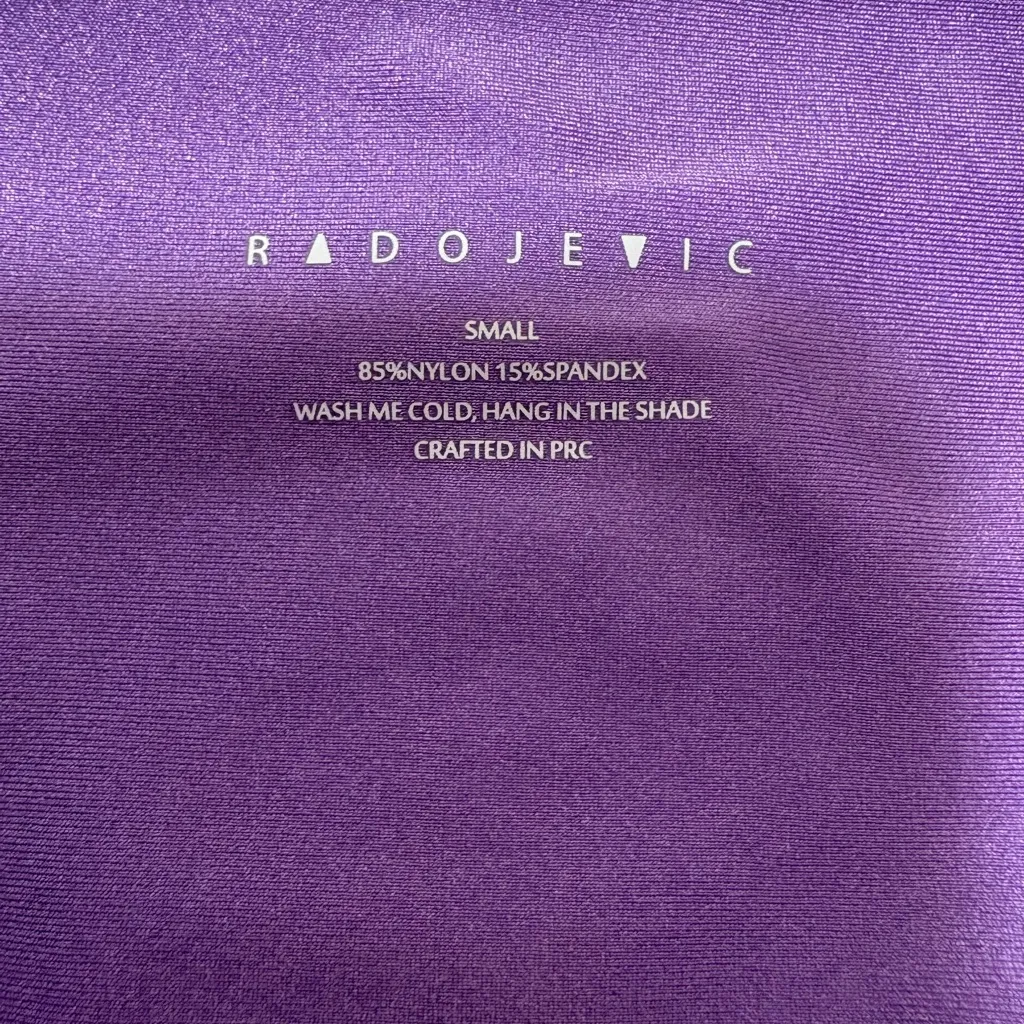 RADOJEVIC
SMALL
85%NYLON 15%SPANDEX
WASH ME COLD, HANG IN THE SHADE
CRAFTED IN PRC